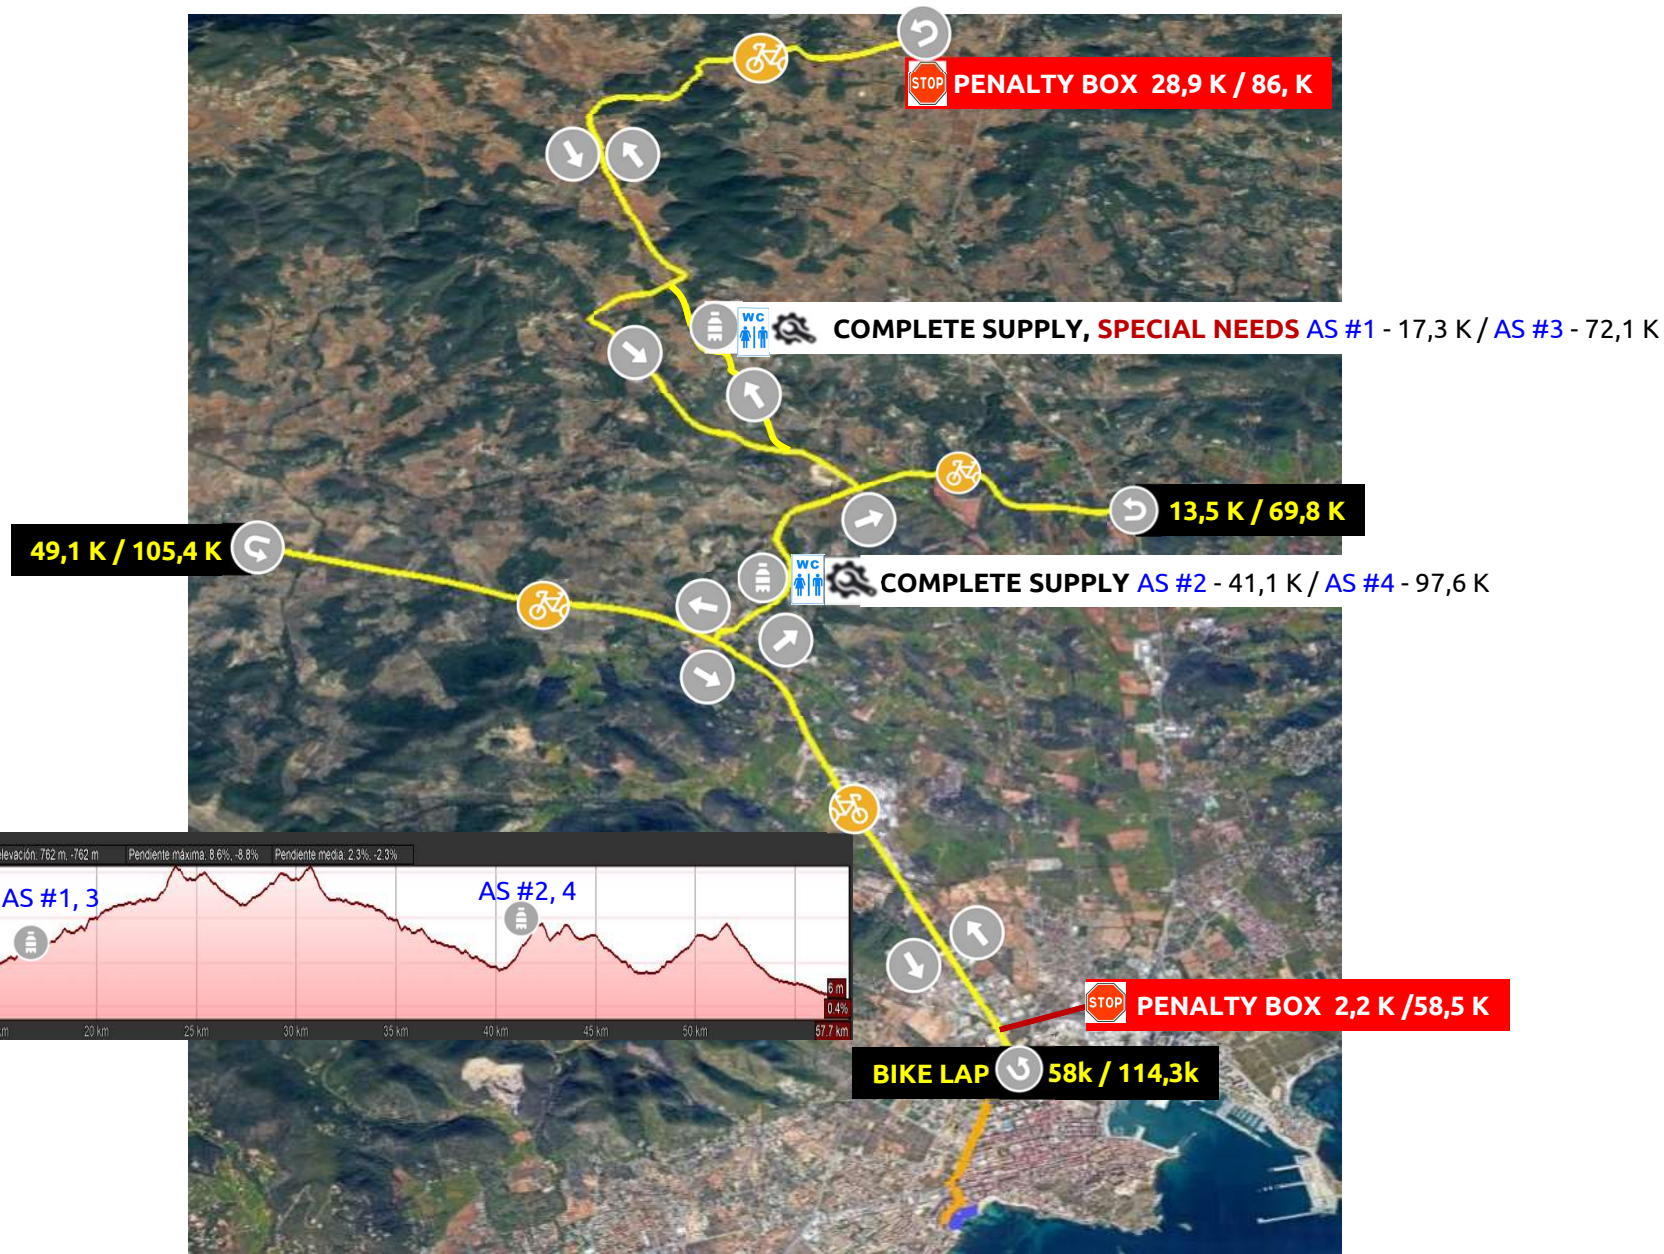 STOP PENALTY BOX 28,9 K / 86, K
WC COMPLETE SUPPLY, SPECIAL NEEDS AS #1 - 17,3 K / AS #3 - 72,1 K
13,5 K / 69,8 K
49,1 K / 105,4 K
WC COMPLETE SUPPLY AS #2 - 41,1 K / AS #4 - 97,6 K
elevación: 762 m, -762 m Pendiente máxima: 8.6%, -8.8% Pendiente media: 2.3%, -2.3%
AS #1, 3
AS #2, 4
6 m
0.4%
km 20 km 25 km 30 km 35 km 40 km 45 km 50 km 57.7 km
STOP PENALTY BOX 2,2 K /58,5 K
BIKE LAP 58k / 114,3k